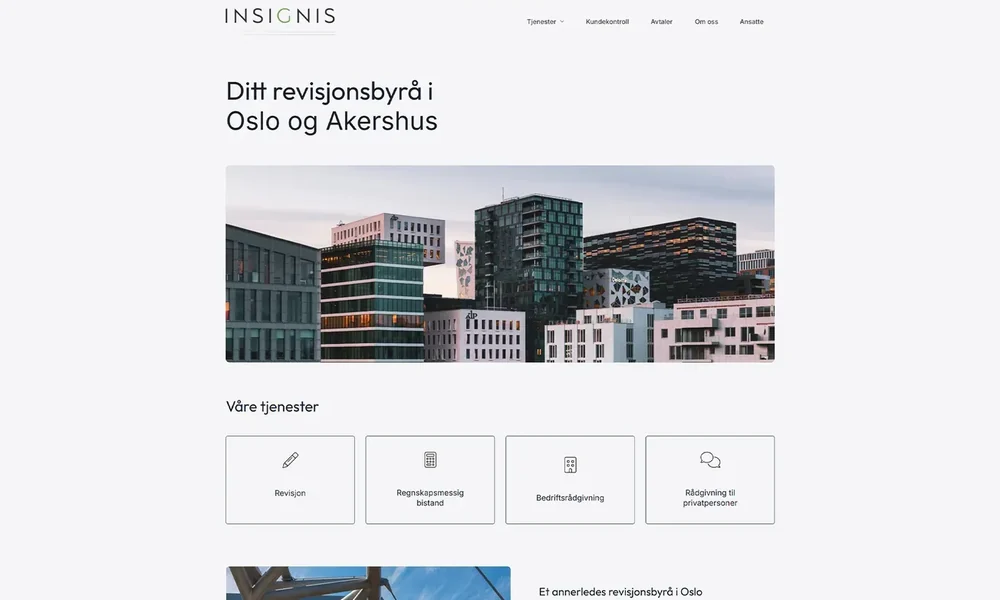 INSIGNIS
Tjenester
Kundekontroll
Avtaler
Om oss
Ansatte
Ditt revisjonsbyrå i
Oslo og Akershus
Våre tjenester
Revisjon
Regnskapsmessig
bistand
Bedriftsrådgivning
Rådgivning til
privatpersoner
Et annerledes revisjonsbyrå i Oslo